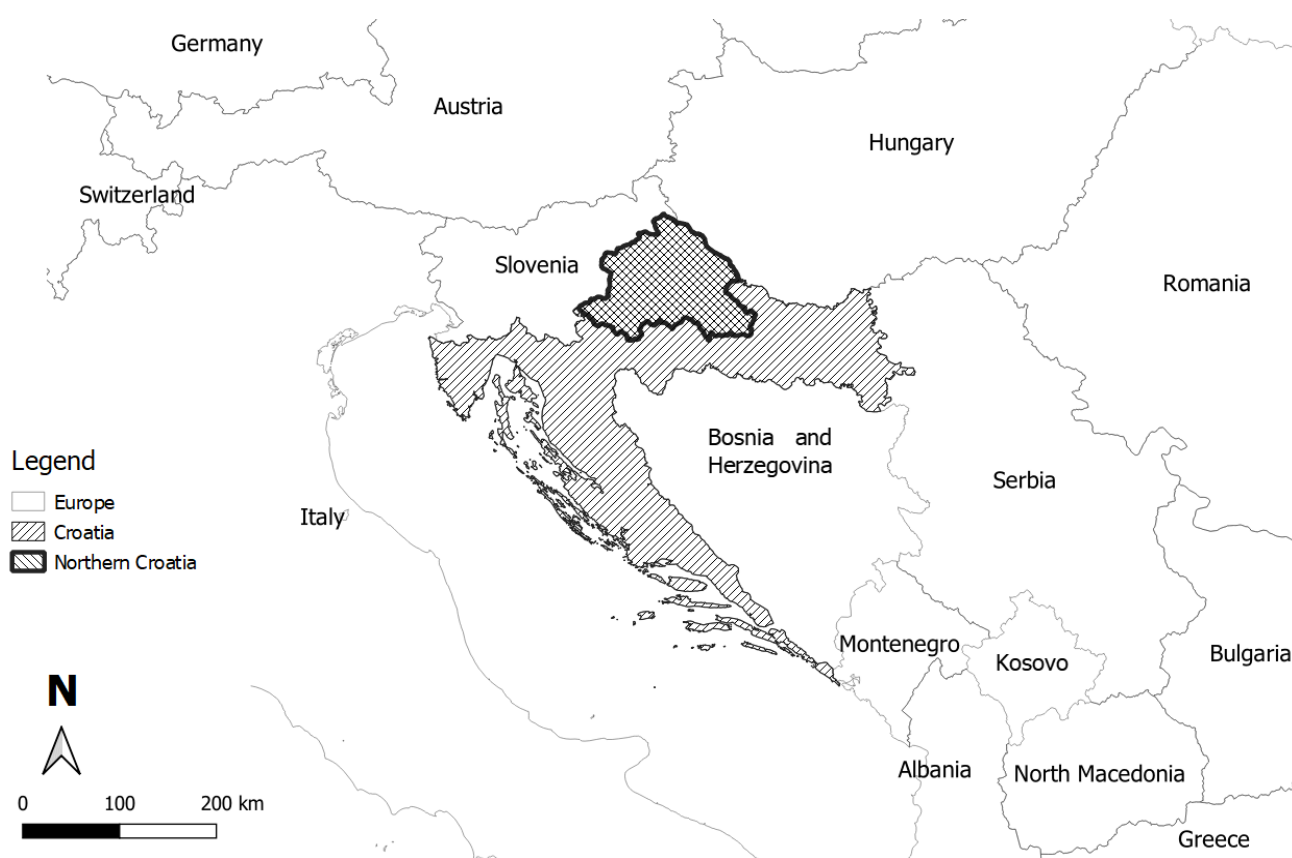 Germany
Austria
Hungary
Switzerland
Slovenia
Romania
Bosnia and
Herzegovina
Legend
Europe
Croatia
Northern Croatia
Italy
Serbia
Montenegro
Kosovo
Bulgaria
N
Albania
North Macedonia
0 100 200 km
Greece